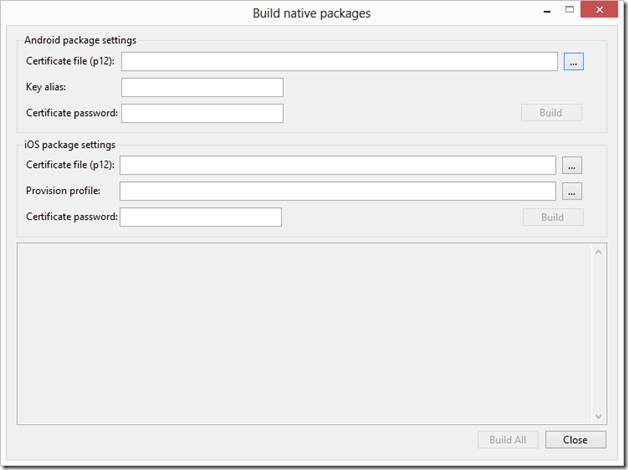 Build native packages
Android package settings
Certificate file (p12):
...
Key alias:
Certificate password:
Build
iOS package settings
Certificate file (p12):
...
Provision profile:
...
Certificate password:
Build
Build All
Close